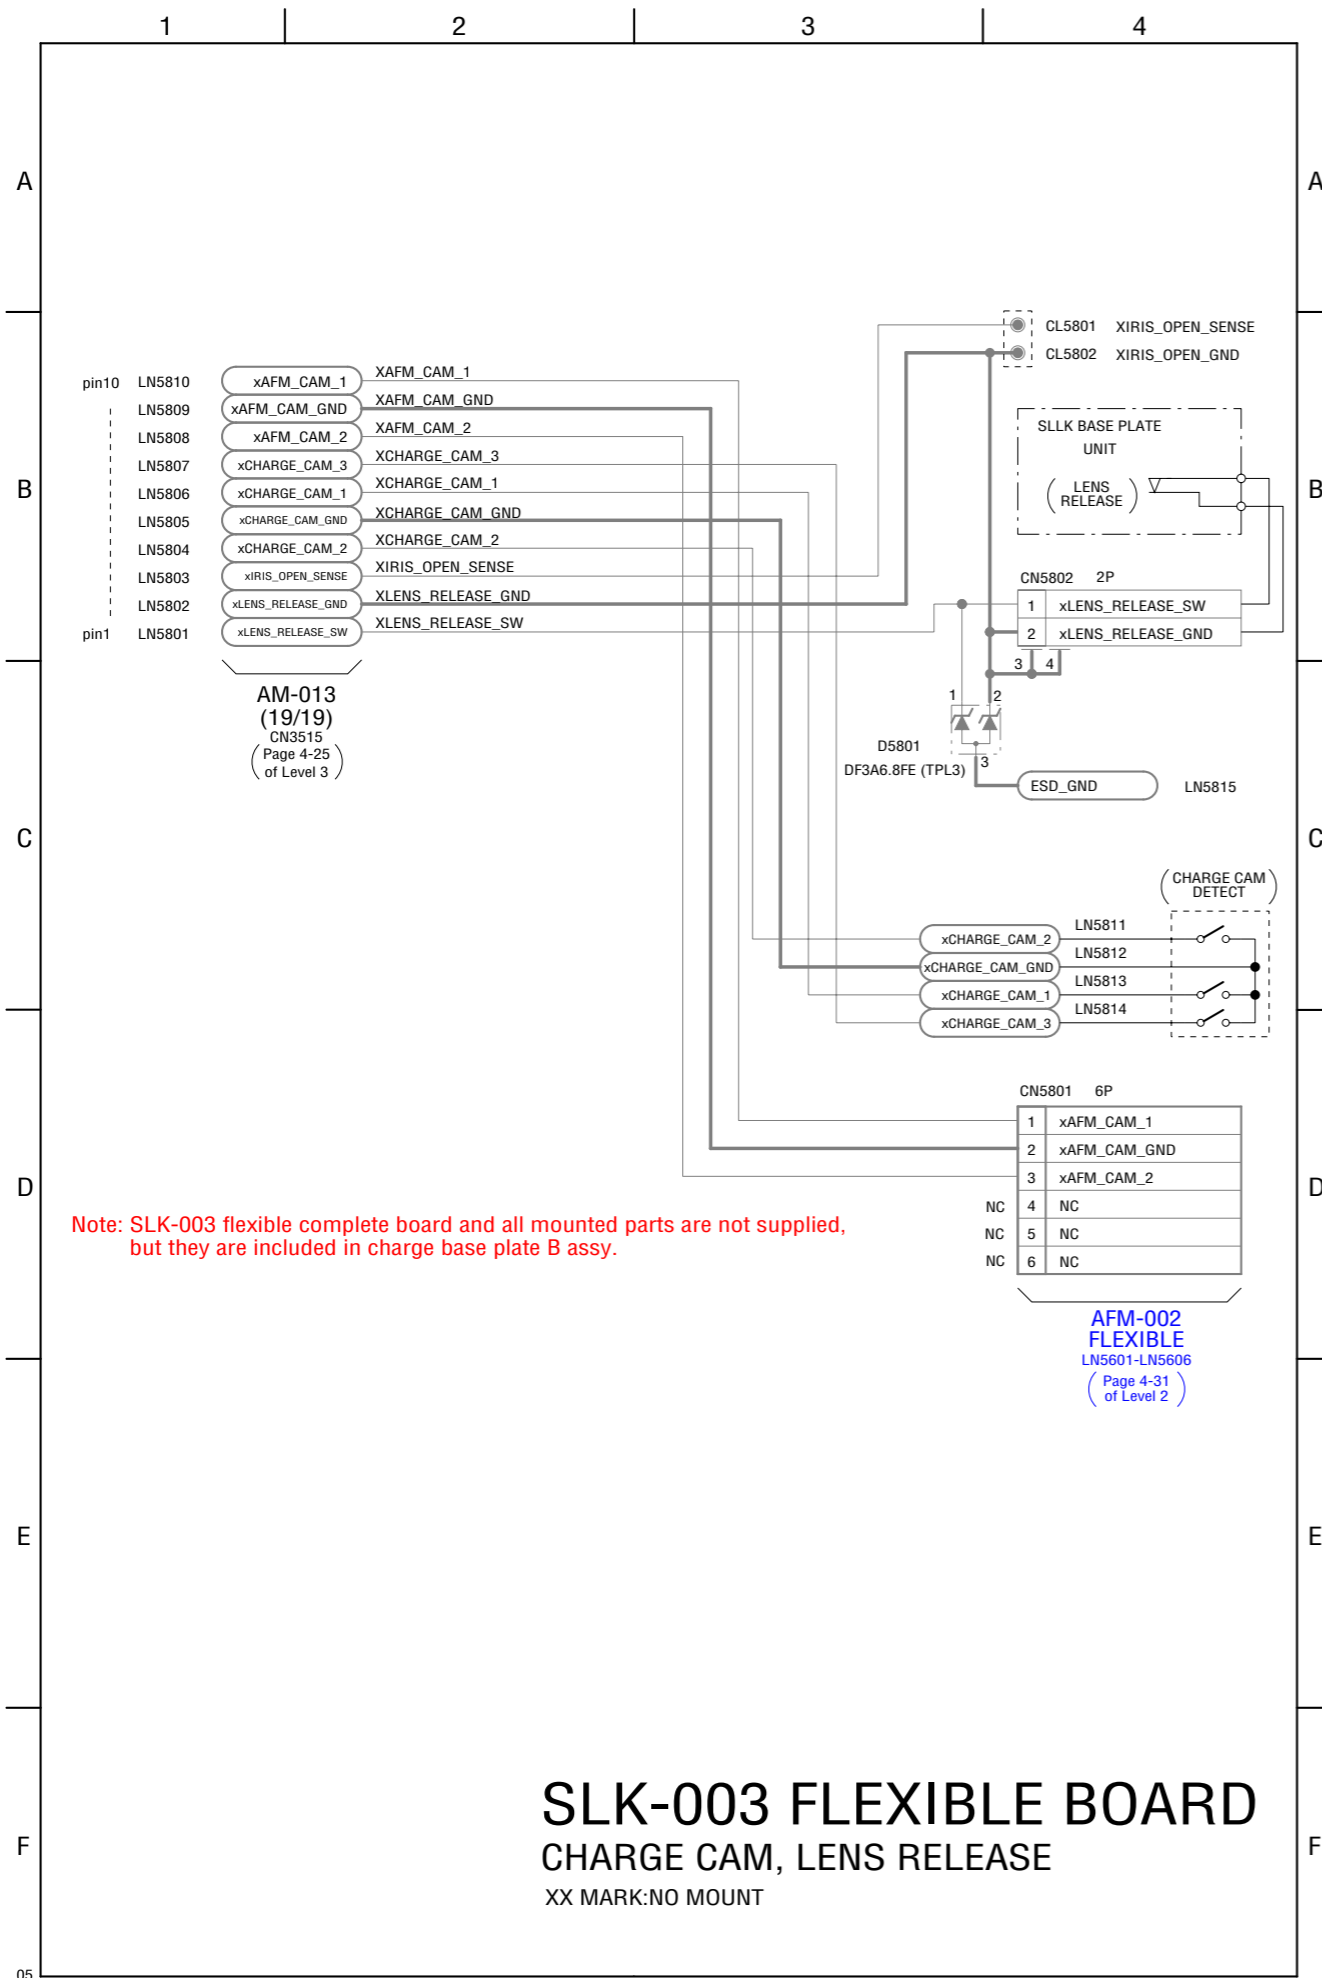 1 2 3 4
A A
CL5801 XIRIS_OPEN_SENSE
CL5802 XIRIS_OPEN_GND
pin10 LN5810 xAFM_CAM_1 XAFM_CAM_1
LN5809 xAFM_CAM_GND XAFM_CAM_GND
LN5808 xAFM_CAM_2 XAFM_CAM_2
LN5807 xCHARGE_CAM_3 XCHARGE_CAM_3
LN5806 xCHARGE_CAM_1 XCHARGE_CAM_1
LN5805 xCHARGE_CAM_GND XCHARGE_CAM_GND
LN5804 xCHARGE_CAM_2 XCHARGE_CAM_2
LN5803 xIRIS_OPEN_SENSE XIRIS_OPEN_SENSE
LN5802 xLENS_RELEASE_GND XLENS_RELEASE_GND
pin1 LN5801 xLENS_RELEASE_SW XLENS_RELEASE_SW
B B
SLLK BASE PLATE
UNIT
LENS
RELEASE
CN5802 2P
1 xLENS_RELEASE_SW
2 xLENS_RELEASE_GND
3 4
AM-013
(19/19)
CN3515
(Page 4-25
of Level 3)
1 2
D5801
DF3A6.8FE (TPL3)
3
ESD_GND LN5815
C C
(CHARGE CAM
DETECT)
xCHARGE_CAM_2 LN5811
xCHARGE_CAM_GND LN5812
xCHARGE_CAM_1 LN5813
xCHARGE_CAM_3 LN5814
CN5801 6P
1 xAFM_CAM_1
2 xAFM_CAM_GND
3 xAFM_CAM_2
NC 4 NC
NC 5 NC
NC 6 NC
D D
Note: SLK-003 flexible complete board and all mounted parts are not supplied,
but they are included in charge base plate B assy.
AFM-002
FLEXIBLE
LN5601-LN5606
(Page 4-31
of Level 2)
E E
SLK-003 FLEXIBLE BOARD
CHARGE CAM, LENS RELEASE
XX MARK:NO MOUNT
F F
05